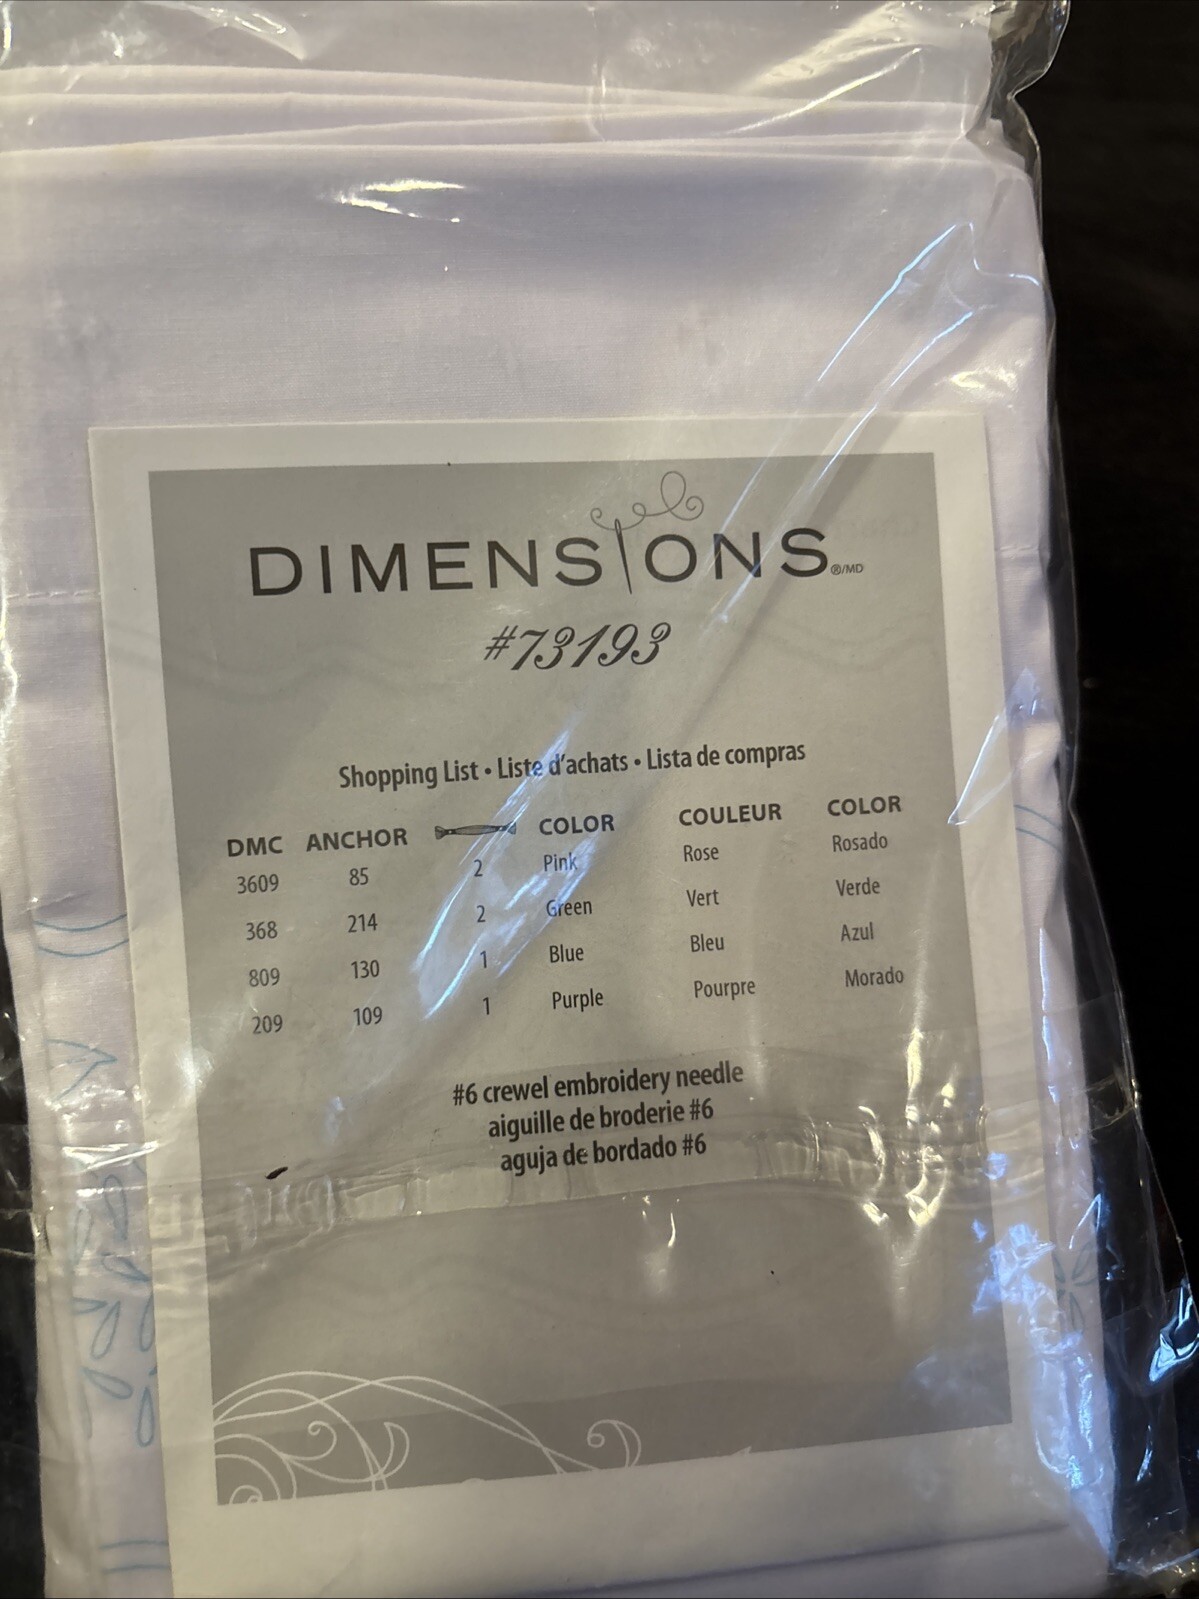 DIMENSIONS®/MD
#73193
Shopping List • Liste d'achats • Lista de compras
DMC ANCHOR COLOR COULEUR COLOR
3609 85 2 Pink Rose Rosado
368 214 2 Green Vert Verde
809 130 1 Blue Bleu Azul
209 109 1 Purple Pourpre Morado
#6 crewel embroidery needle
aiguille de broderie #6
aguja de bordado #6